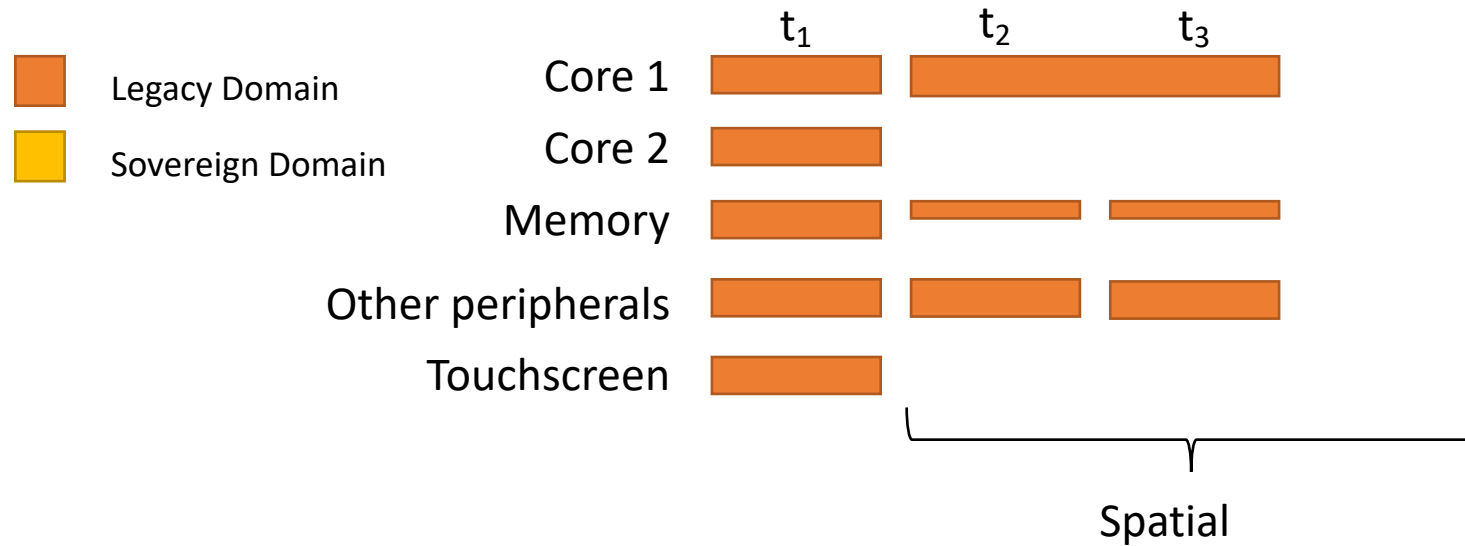 t₁ t₂ t₃
Legacy Domain
Sovereign Domain
Core 1
Core 2
Memory
Other peripherals
Touchscreen
Spatial